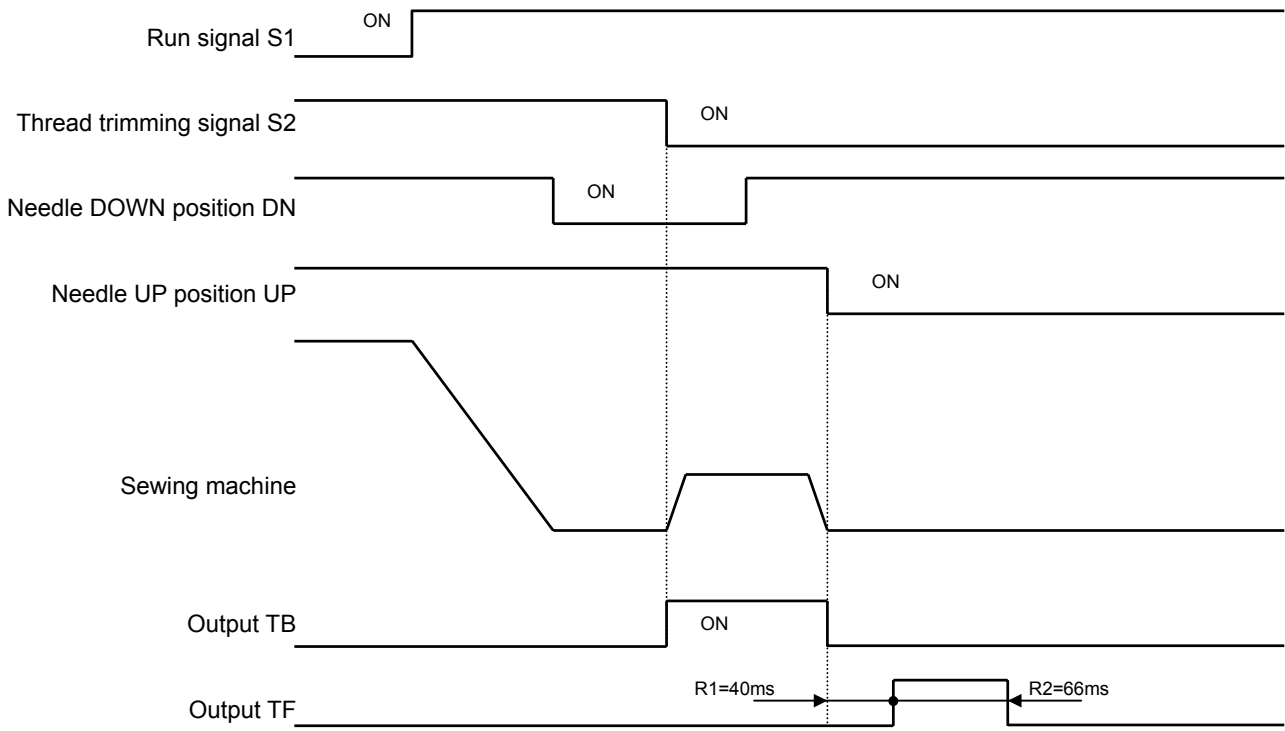 ON
Run signal S1
Thread trimming signal S2
ON
Needle DOWN position DN
ON
Needle UP position UP
ON
Sewing machine
Output TB
ON
Output TF
R1=40ms
R2=66ms